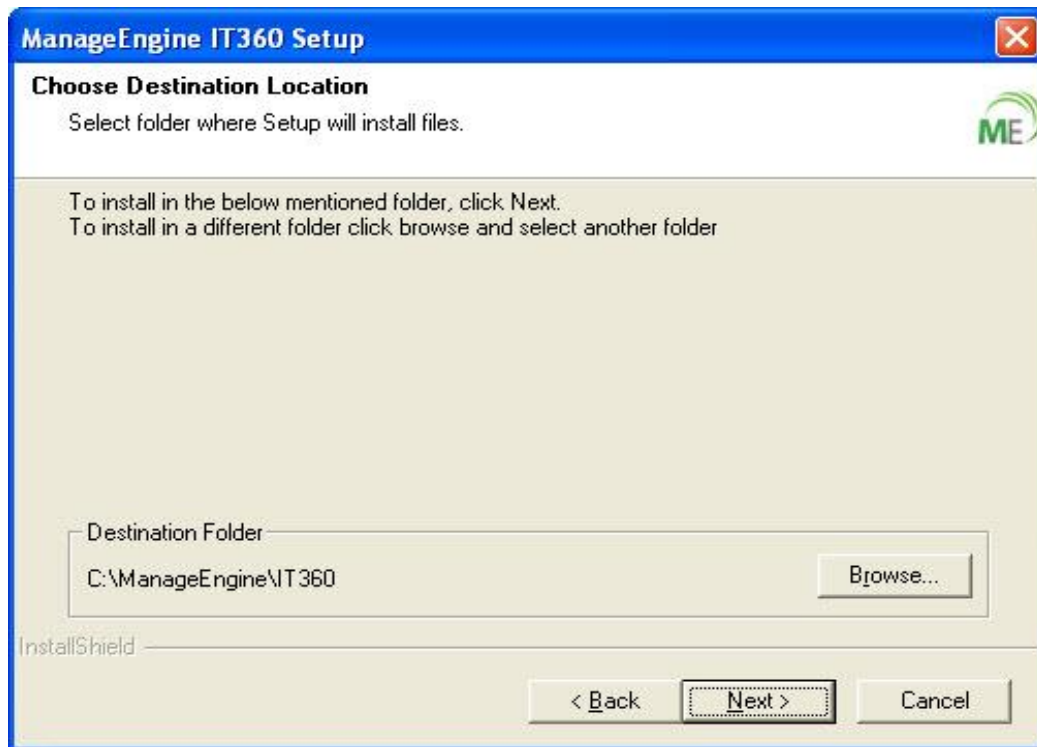 ManageEngine IT360 Setup
Choose Destination Location
Select folder where Setup will install files.
ME
To install in the below mentioned folder, click Next.
To install in a different folder click browse and select another folder
Destination Folder
C:\ManageEngine\IT360
Browse...
InstallShield
< Back
Next >
Cancel